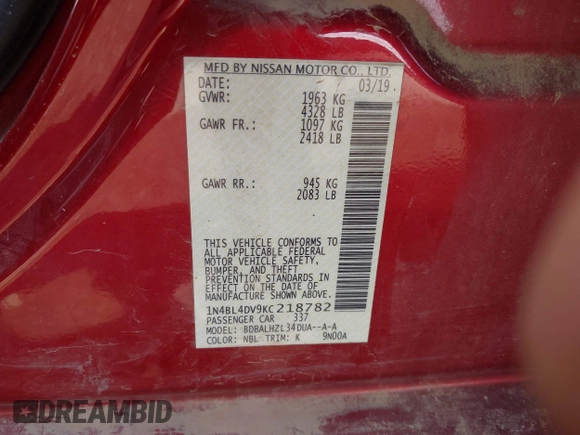 MFD BY NISSAN MOTOR CO., LTD.
DATE: 03/19
GVWR: 1963 KG
4328 LB
GAWR FR.: 1097 KG
2418 LB
GAWR RR.: 945 KG
2083 LB
THIS VEHICLE CONFORMS TO
ALL APPLICABLE FEDERAL
MOTOR VEHICLE SAFETY,
BUMPER, AND THEFT
PREVENTION STANDARDS IN
EFFECT ON THE DATE OF
MANUFACTURE SHOWN ABOVE.
1N4BL4DV9KC218782
PASSENGER CAR 337
MODEL: BDBALHZL34DUA--A-A
COLOR: NBL TRIM: K 9N00A
DREAMBID